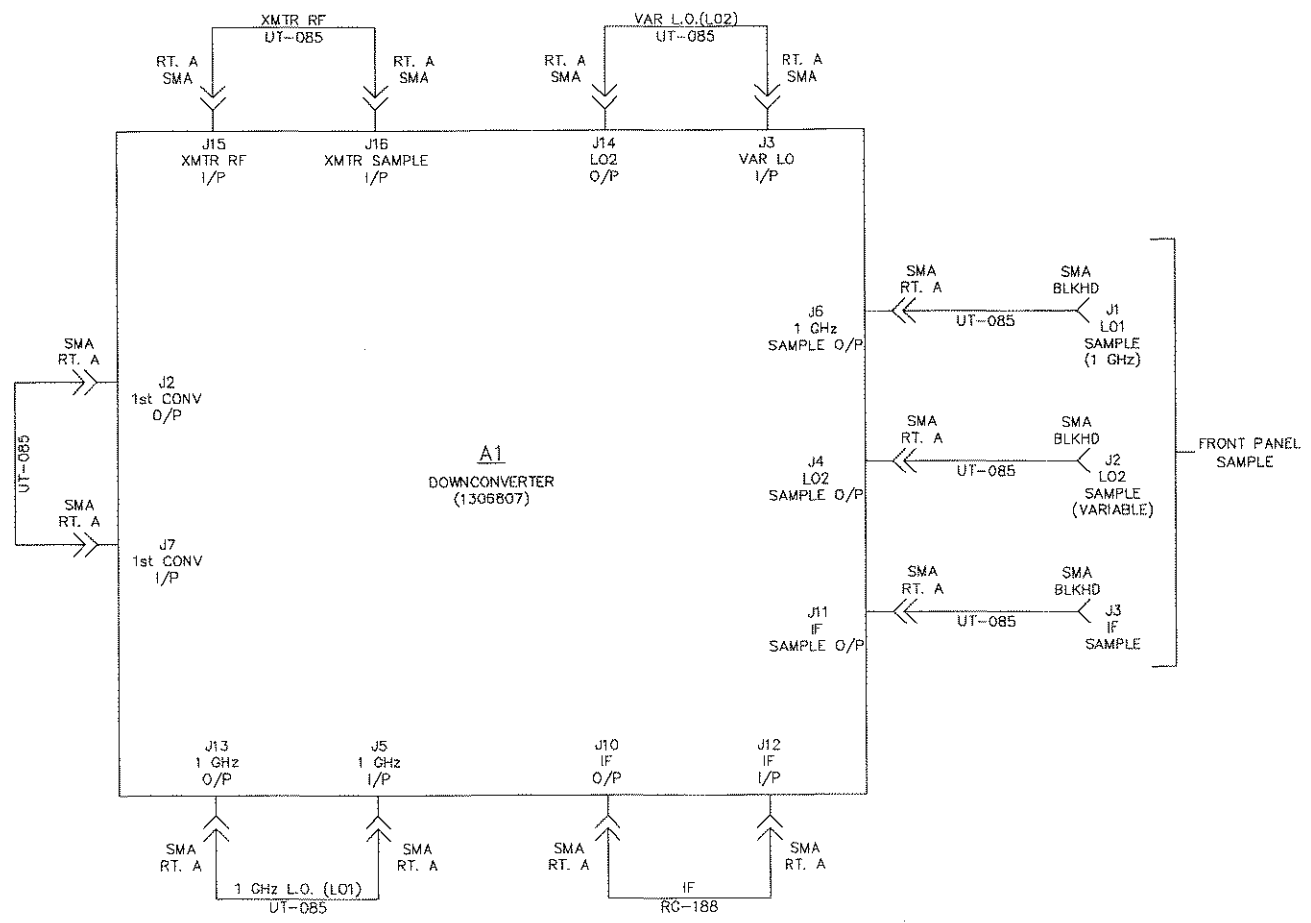 XMTR RF
UT-085
RT. A
SMA
RT. A
SMA
VAR L.O.(LO2)
UT-085
RT. A
SMA
RT. A
SMA
J15
XMTR RF
I/P
J16
XMTR SAMPLE
I/P
J14
LO2
O/P
J3
VAR LO
I/P
SMA
RT. A
J2
1st CONV
O/P
UT-085
SMA
RT. A
J7
1st CONV
I/P
A1
DOWNCONVERTER
(1306807)
J6
1 GHz
SAMPLE O/P
SMA
RT. A
UT-085
SMA
BLKHD
J1
LO1
SAMPLE
(1 GHz)
J4
LO2
SAMPLE O/P
SMA
RT. A
UT-085
SMA
BLKHD
J2
LO2
SAMPLE
(VARIABLE)
J11
IF
SAMPLE O/P
SMA
RT. A
UT-085
SMA
BLKHD
J3
IF
SAMPLE
FRONT PANEL
SAMPLE
J13
1 GHz
O/P
J5
1 GHz
I/P
J10
IF
O/P
J12
IF
I/P
SMA
RT. A
SMA
RT. A
1 GHz L.O. (LO1)
UT-085
SMA
RT. A
SMA
RT. A
IF
RG-188